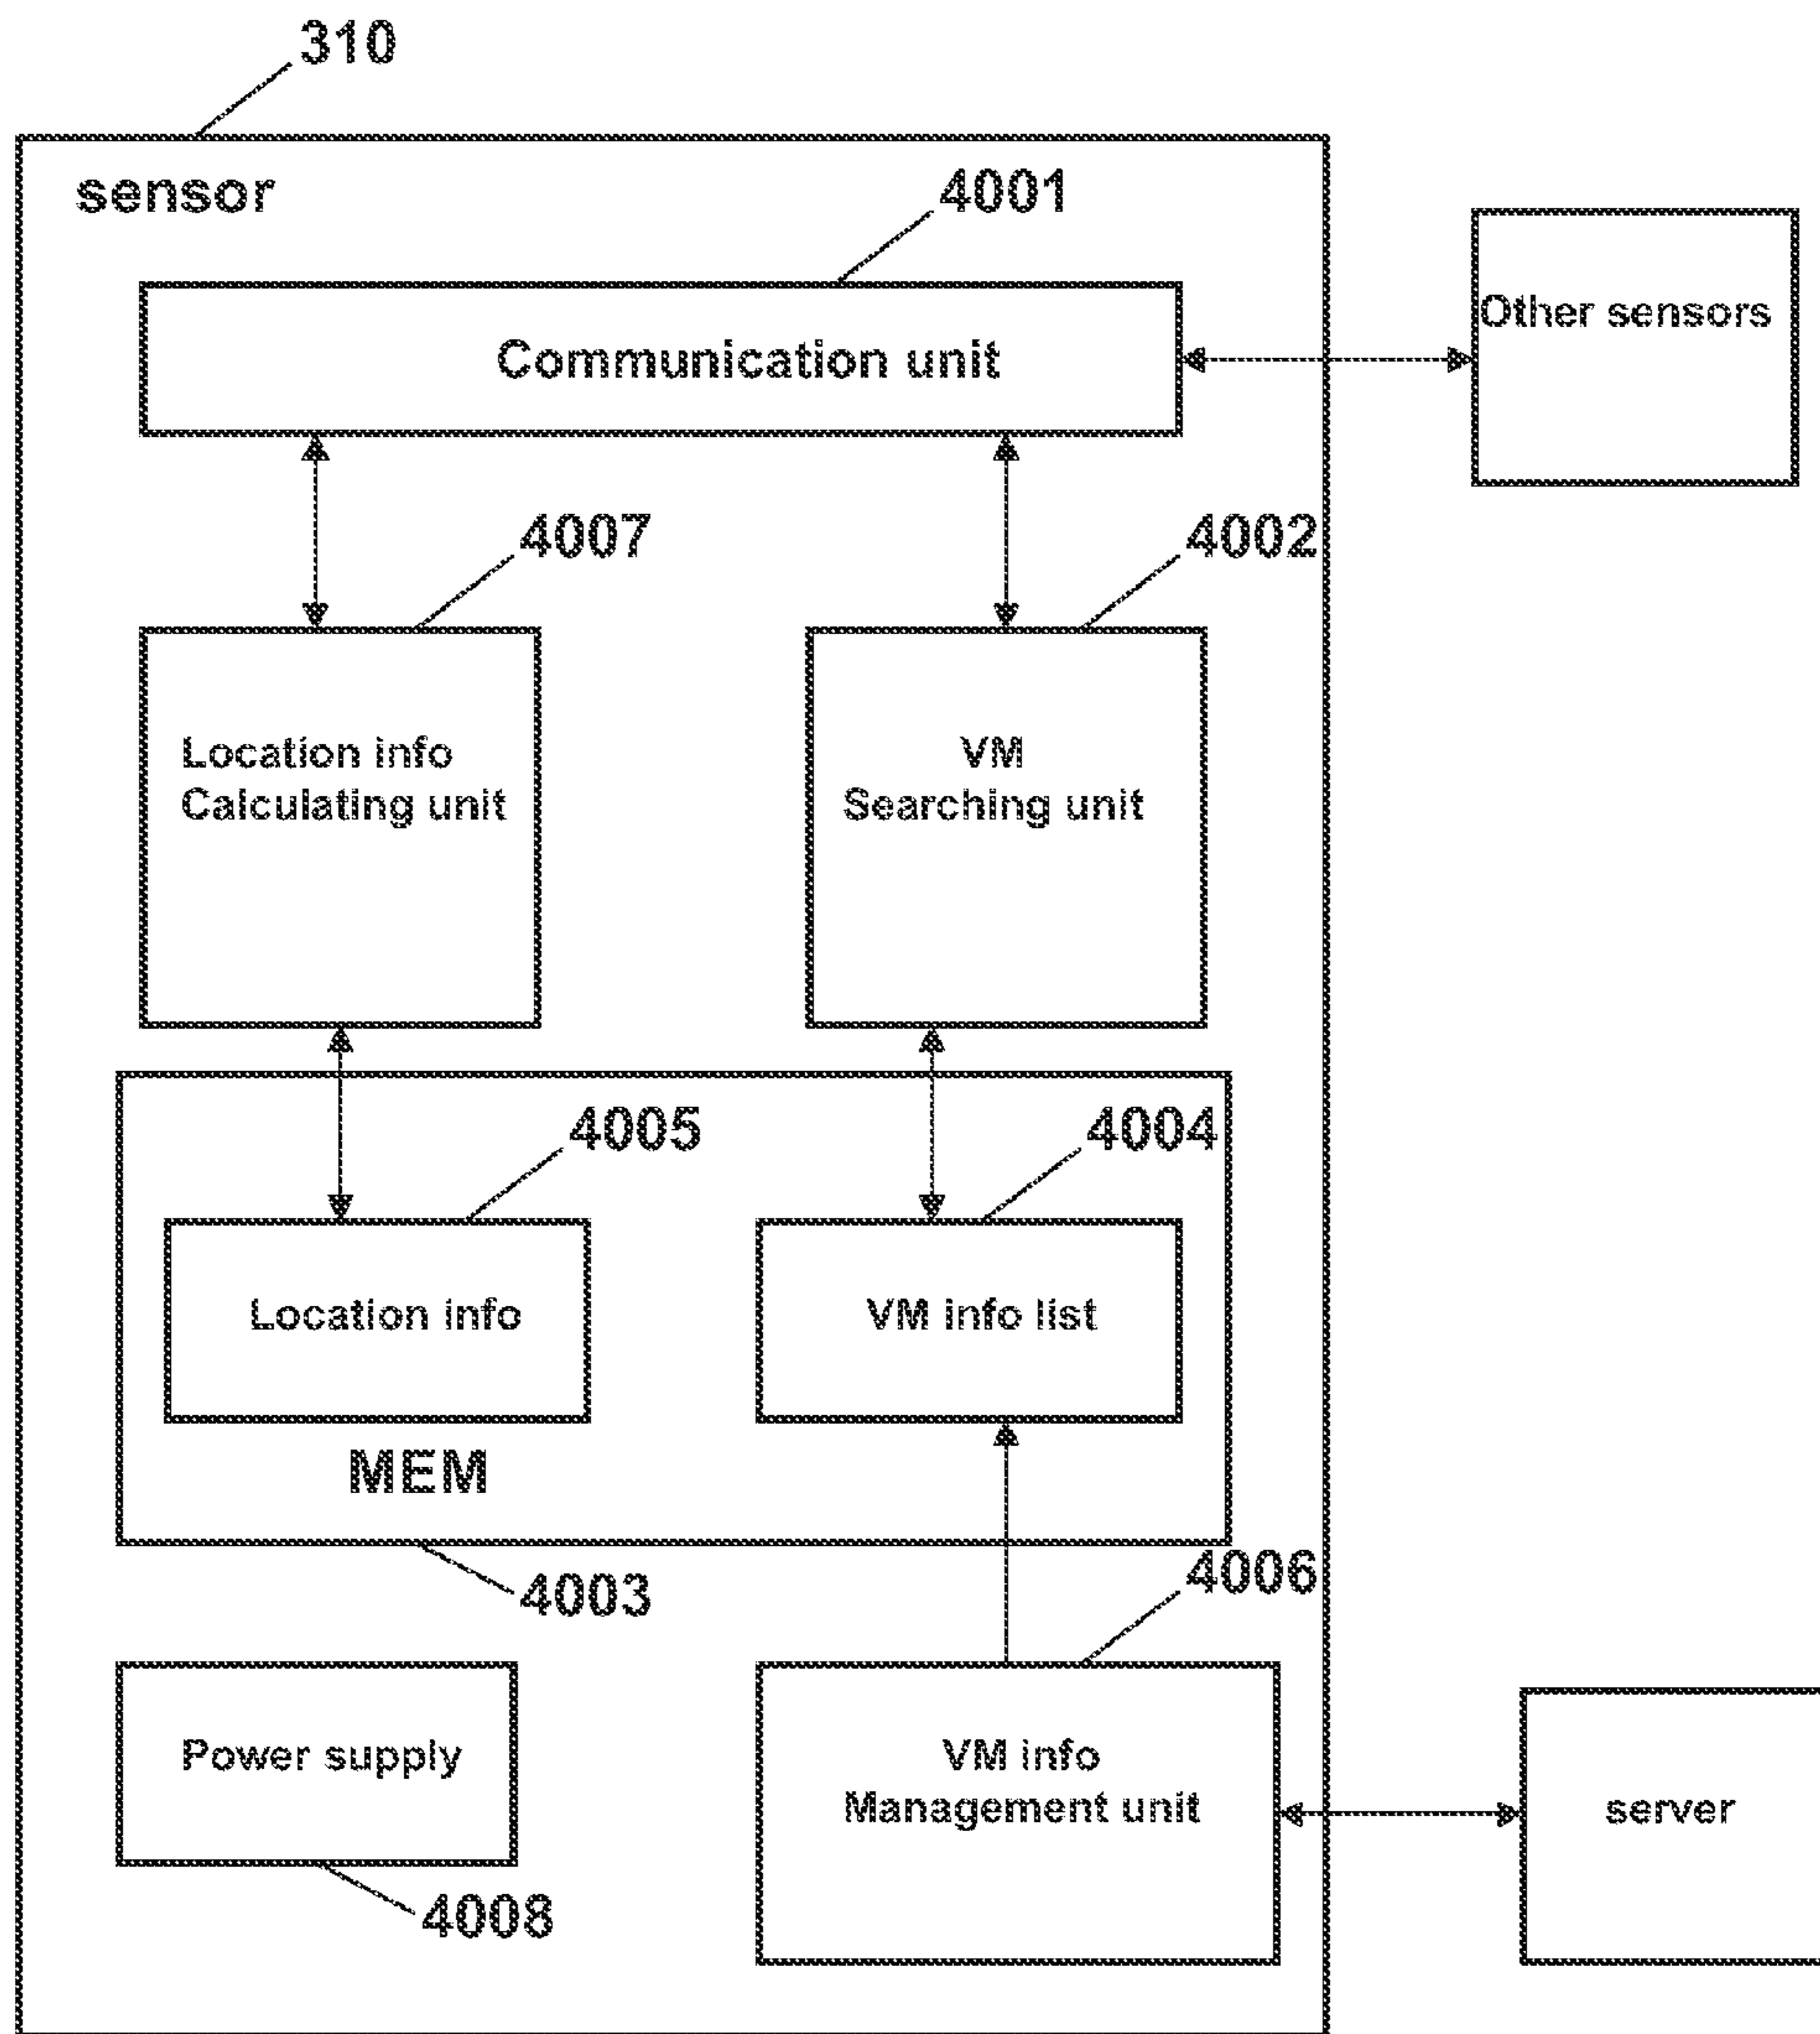 310
sensor
4001
Communication unit
Other sensors
4007
4002
Location info
Calculating unit
VM
Searching unit
4005
4004
Location info
VM info list
MEM
4003
4006
Power supply
VM info
Management unit
server
4008